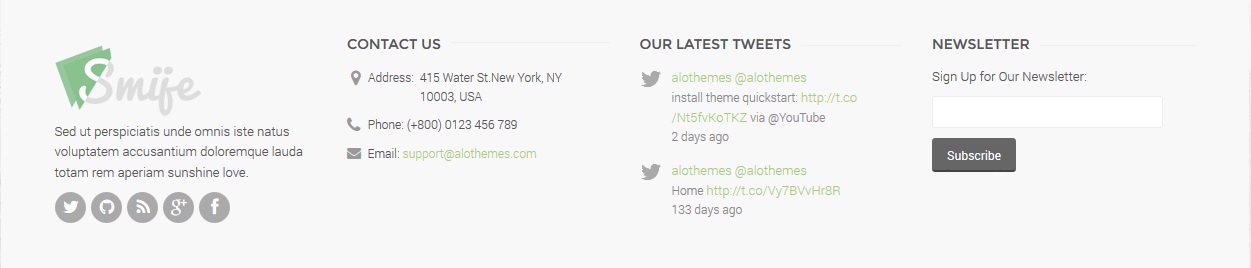 Smije
Sed ut perspiciatis unde omnis iste natus
voluptatem accusantium doloremque lauda
totam rem aperiam sunshine love.
CONTACT US
Address: 415 Water St.New York, NY
10003, USA
Phone: (+800) 0123 456 789
Email: support@alothemes.com
OUR LATEST TWEETS
alothemes @alothemes
install theme quickstart: http://t.co
/Nt5fvKoTKZ via @YouTube
2 days ago
alothemes @alothemes
Home http://t.co/Vy7BVvHr8R
133 days ago
NEWSLETTER
Sign Up for Our Newsletter:
Subscribe